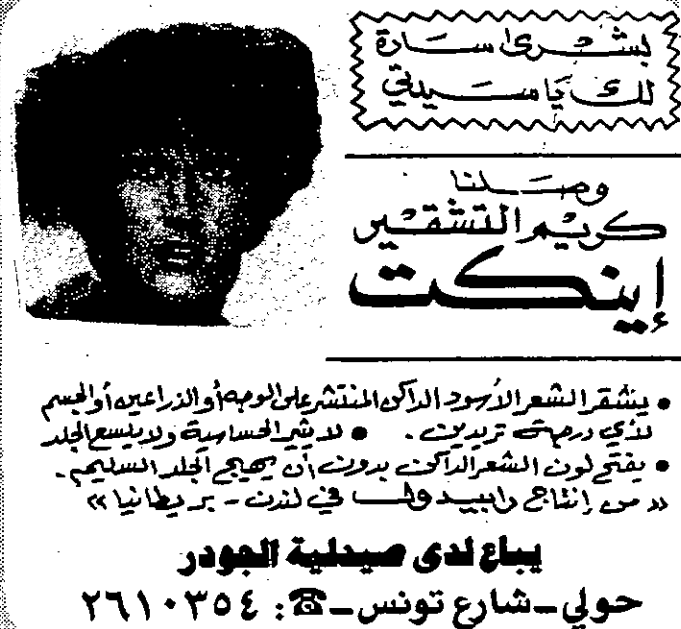 بشرى سارة
لك يا سيدتي
وصلنا
كريم التشقير
إينكت
• يشقر الشعر الأسود الداكن المنتشر على الوجه أو الذراعين أو الجسم
لأي درجة تريدين. • لا يثير الحساسية ولا يلسع الجلد
• يفتح لون الشعر الداكن بدون أن يهيج الجلد السليم.
«من إنتاج في لندن - بريطانيا»
يباع لدى صيدلية الجودر
حولي - شارع تونس - ☎: ٢٦١٠٣٥٤